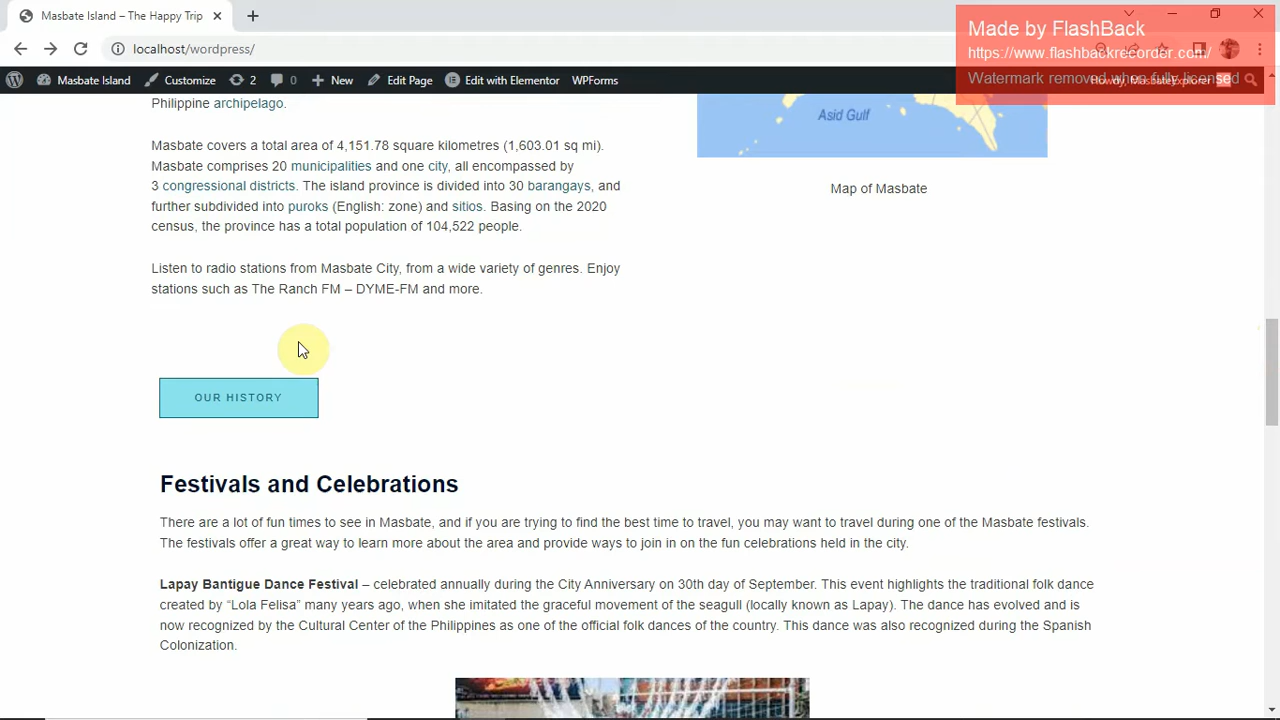 Masbate Island – The Happy Trip
Made by FlashBack
https://www.flashbackrecorder.com/
Watermark removed when fully licensed
localhost/wordpress/
Masbate Island
Customize
2
0
New
Edit Page
Edit with Elementor
WPForms
Howdy, MasbateExplorer
Philippine archipelago.
Masbate covers a total area of 4,151.78 square kilometres (1,603.01 sq mi).
Masbate comprises 20 municipalities and one city, all encompassed by
3 congressional districts. The island province is divided into 30 barangays, and
further subdivided into puroks (English: zone) and sitios. Basing on the 2020
census, the province has a total population of 104,522 people.
Listen to radio stations from Masbate City, from a wide variety of genres. Enjoy
stations such as The Ranch FM – DYME-FM and more.
Asid Gulf
Map of Masbate
OUR HISTORY
Festivals and Celebrations
There are a lot of fun times to see in Masbate, and if you are trying to find the best time to travel, you may want to travel during one of the Masbate festivals.
The festivals offer a great way to learn more about the area and provide ways to join in on the fun celebrations held in the city.
Lapay Bantigue Dance Festival – celebrated annually during the City Anniversary on 30th day of September. This event highlights the traditional folk dance
created by “Lola Felisa” many years ago, when she imitated the graceful movement of the seagull (locally known as Lapay). The dance has evolved and is
now recognized by the Cultural Center of the Philippines as one of the official folk dances of the country. This dance was also recognized during the Spanish
Colonization.